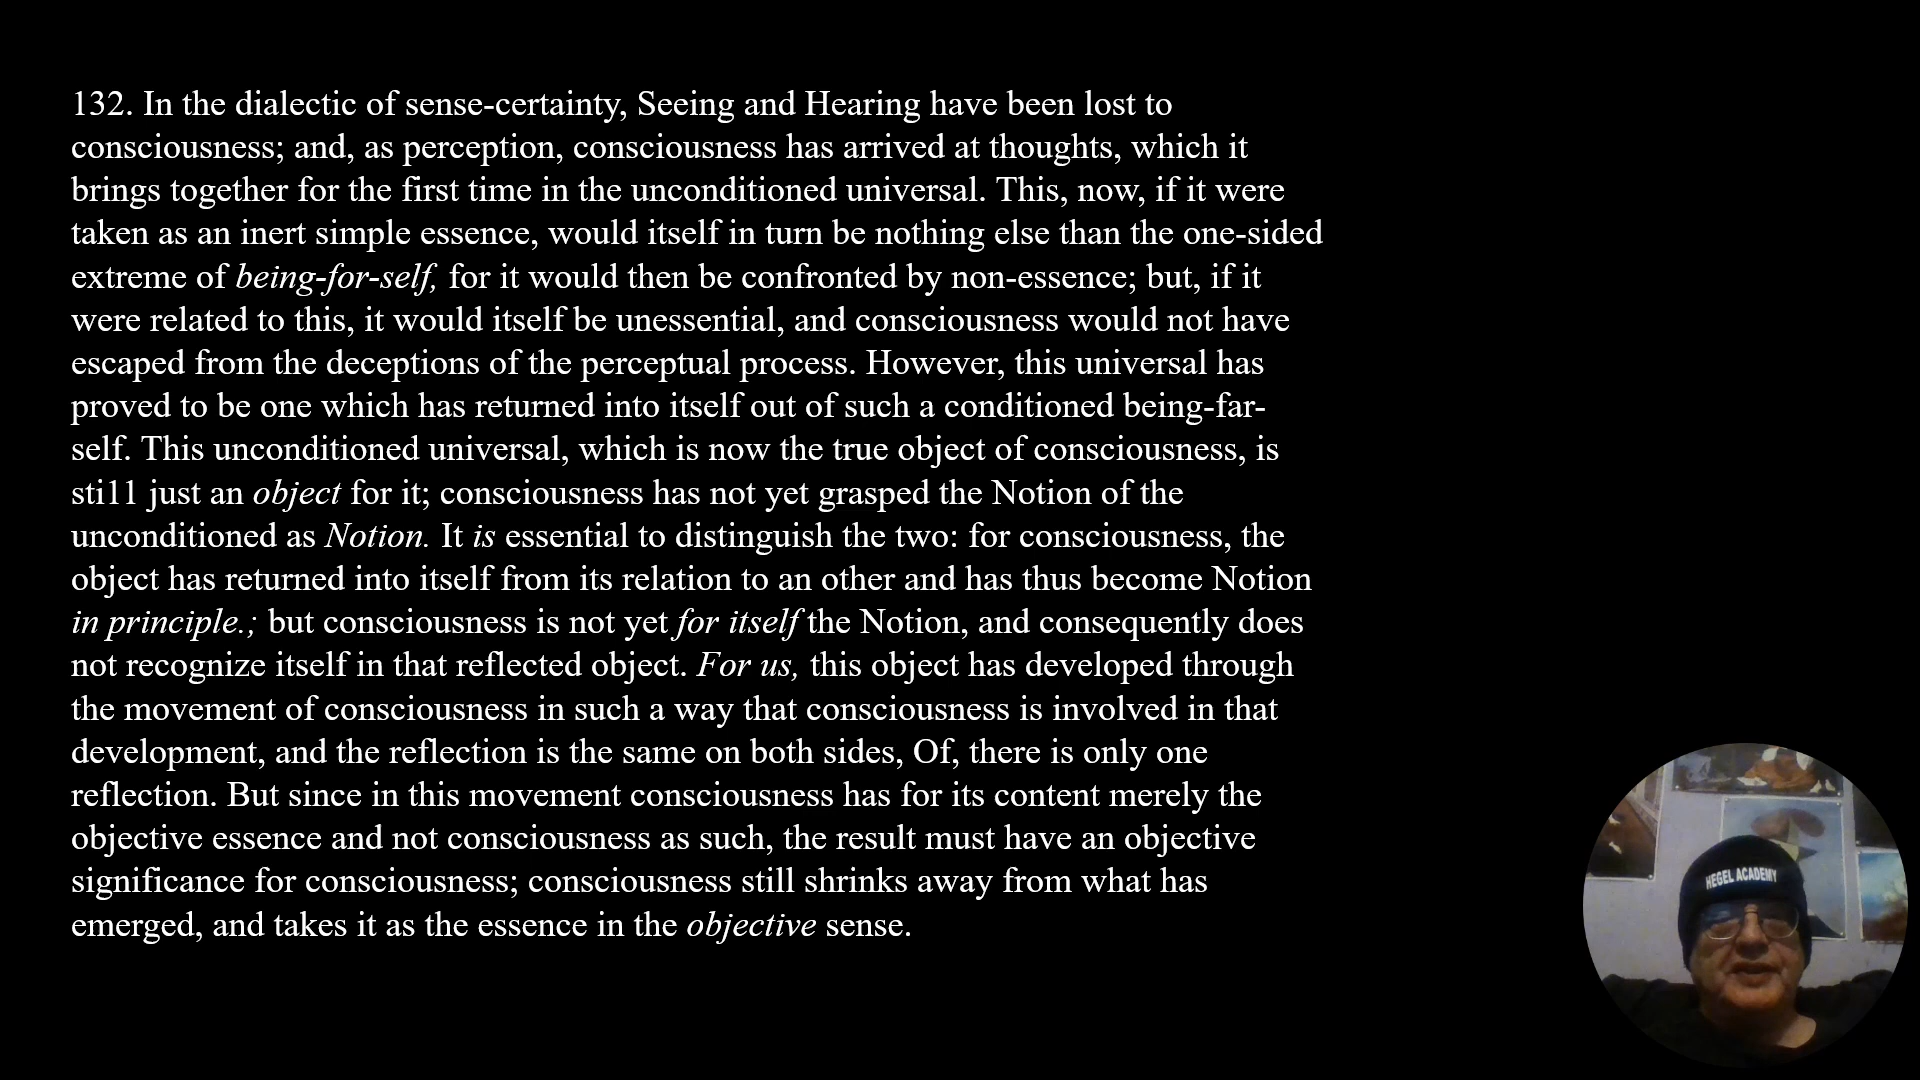 132. In the dialectic of sense-certainty, Seeing and Hearing have been lost to
consciousness; and, as perception, consciousness has arrived at thoughts, which it
brings together for the first time in the unconditioned universal. This, now, if it were
taken as an inert simple essence, would itself in turn be nothing else than the one-sided
extreme of being-for-self, for it would then be confronted by non-essence; but, if it
were related to this, it would itself be unessential, and consciousness would not have
escaped from the deceptions of the perceptual process. However, this universal has
proved to be one which has returned into itself out of such a conditioned being-far-
self. This unconditioned universal, which is now the true object of consciousness, is
sti11 just an object for it; consciousness has not yet grasped the Notion of the
unconditioned as Notion. It is essential to distinguish the two: for consciousness, the
object has returned into itself from its relation to an other and has thus become Notion
in principle.; but consciousness is not yet for itself the Notion, and consequently does
not recognize itself in that reflected object. For us, this object has developed through
the movement of consciousness in such a way that consciousness is involved in that
development, and the reflection is the same on both sides, Of, there is only one
reflection. But since in this movement consciousness has for its content merely the
objective essence and not consciousness as such, the result must have an objective
significance for consciousness; consciousness still shrinks away from what has
emerged, and takes it as the essence in the objective sense.
HEGEL ACADEMY